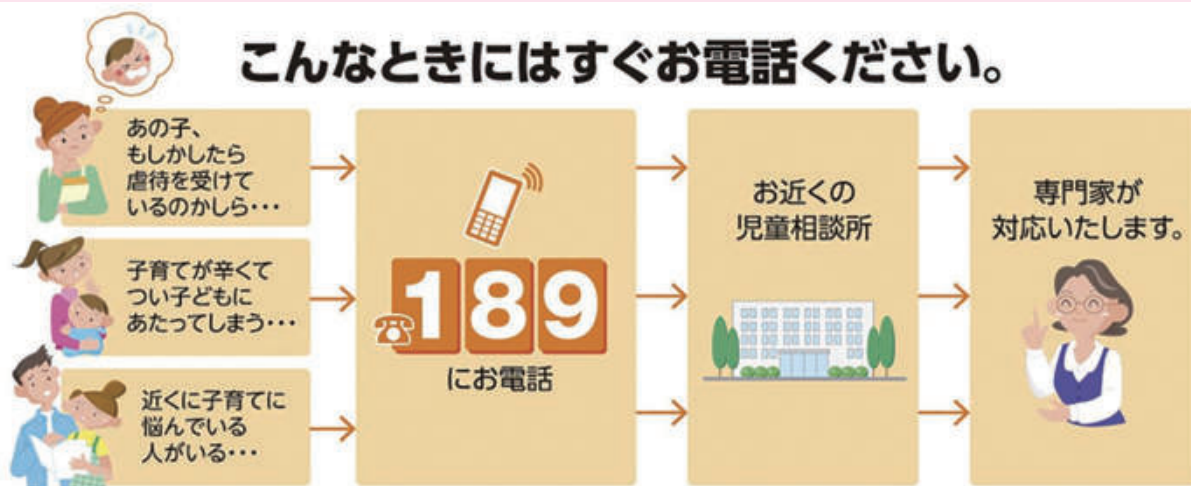 こんなときにはすぐお電話ください。
あの子、
もしかしたら
虐待を受けて
いるのかしら・・・
子育てが辛くて
つい子どもに
あたってしまう・・・
近くに子育てに
悩んでいる
人がいる・・・
189
にお電話
お近くの
児童相談所
専門家が
対応いたします。